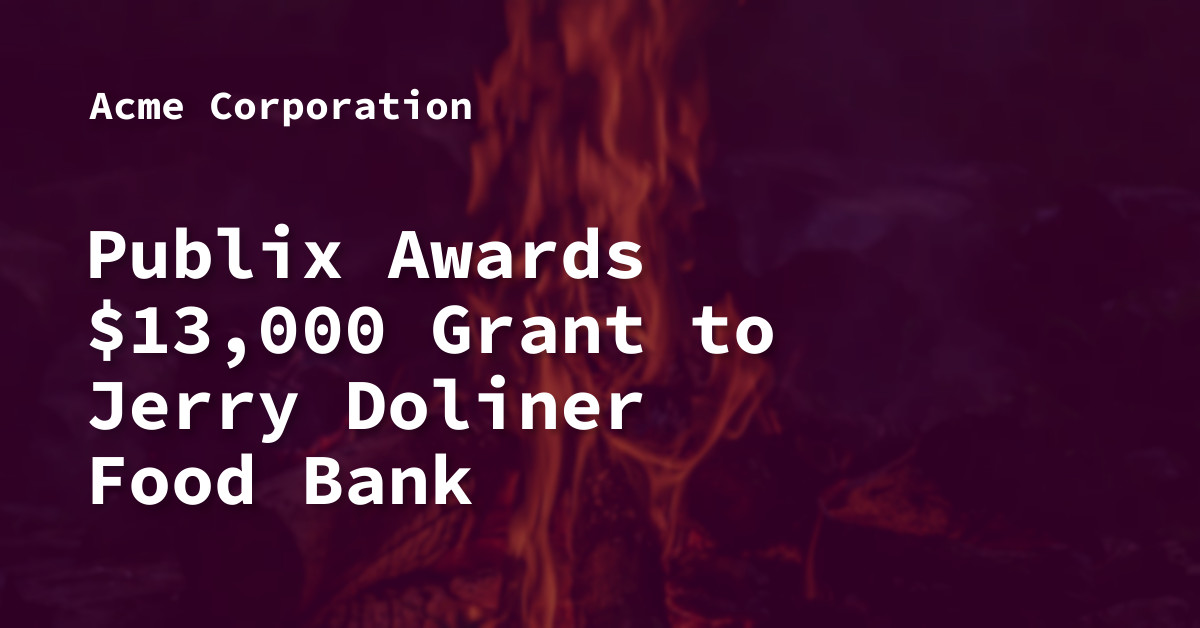 Acme Corporation
Publix Awards
$13,000 Grant to
Jerry Doliner
Food Bank